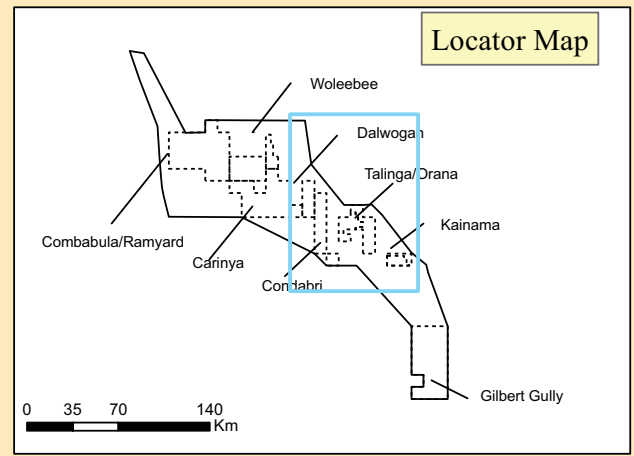 Locator Map
Woleebee
Dalwogan
Talinga/Orana
Kainama
Combabula/Ramyard
Carinya
Condabri
Gilbert Gully
0 35 70 140
Km